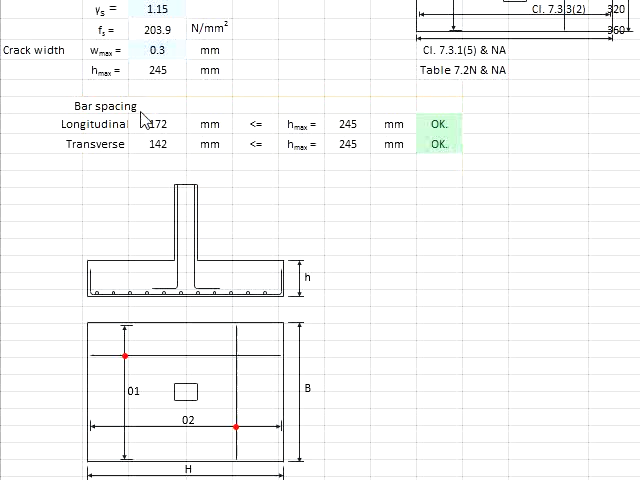 γs = 1.15
Cl. 7.3.3(2) 320
fs = 203.9 N/mm²
360
Crack width wmax = 0.3 mm Cl. 7.3.1(5) & NA
hmax = 245 mm Table 7.2N & NA
Bar spacing
Longitudinal 172 mm <= hmax = 245 mm OK.
Transverse 142 mm <= hmax = 245 mm OK.
h
01
B
02
H